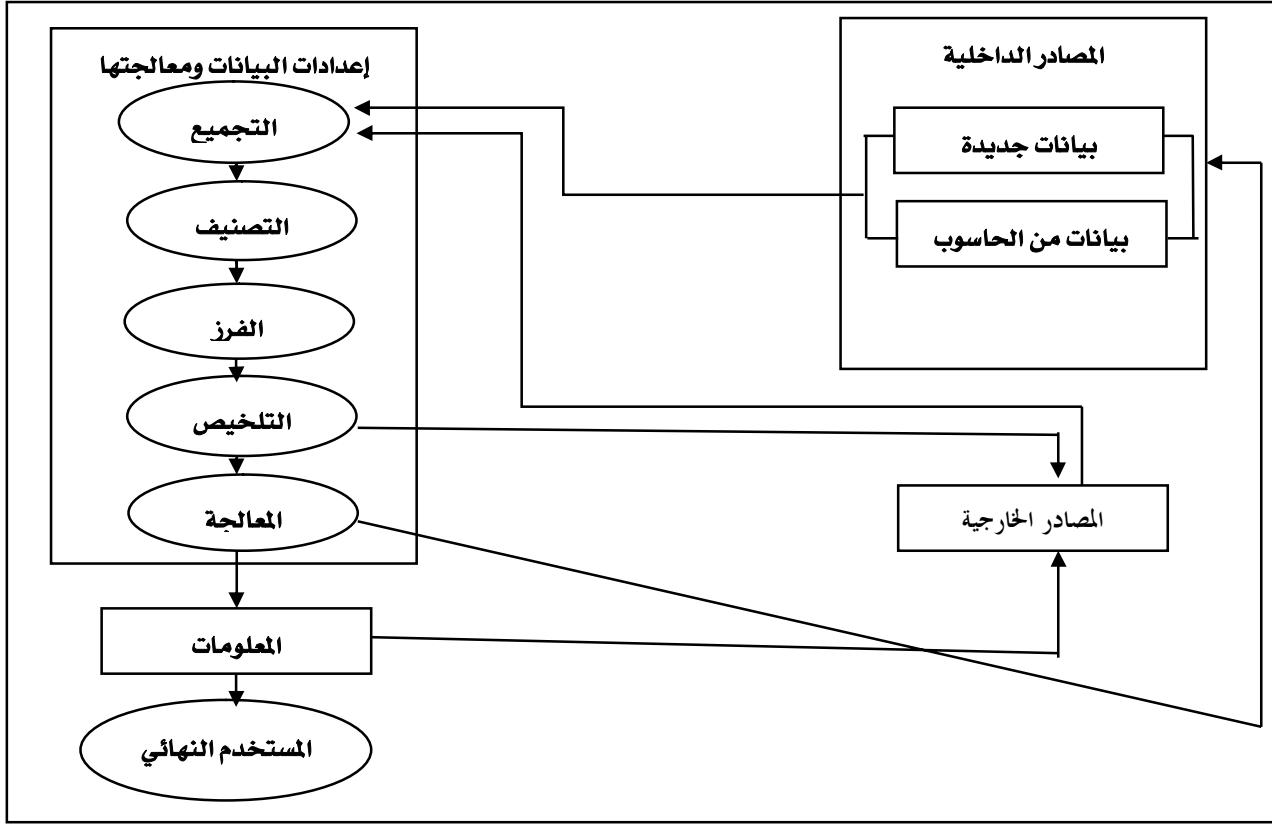 المصادر الداخلية
بيانات جديدة
بيانات من الحاسوب
المصادر الخارجية
إعدادات البيانات ومعالجتها
التجميع
التصنيف
الفرز
التلخيص
المعالجة
المعلومات
المستخدم النهائي